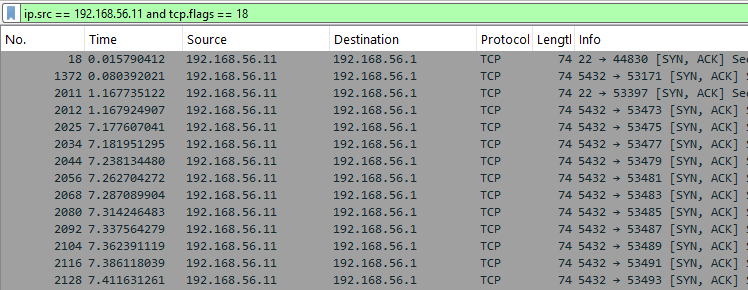 ip.src == 192.168.56.11 and tcp.flags == 18
No. Time Source Destination Protocol Lengtl Info
18 0.015790412 192.168.56.11 192.168.56.1 TCP 74 22 → 44830 [SYN, ACK] Se
1372 0.080392021 192.168.56.11 192.168.56.1 TCP 74 5432 → 53171 [SYN, ACK]
2011 1.167735122 192.168.56.11 192.168.56.1 TCP 74 22 → 53397 [SYN, ACK] Se
2012 1.167924907 192.168.56.11 192.168.56.1 TCP 74 5432 → 53473 [SYN, ACK]
2025 7.177607041 192.168.56.11 192.168.56.1 TCP 74 5432 → 53475 [SYN, ACK]
2034 7.181951295 192.168.56.11 192.168.56.1 TCP 74 5432 → 53477 [SYN, ACK]
2044 7.238134480 192.168.56.11 192.168.56.1 TCP 74 5432 → 53479 [SYN, ACK]
2056 7.262704272 192.168.56.11 192.168.56.1 TCP 74 5432 → 53481 [SYN, ACK]
2068 7.287089904 192.168.56.11 192.168.56.1 TCP 74 5432 → 53483 [SYN, ACK]
2080 7.314246483 192.168.56.11 192.168.56.1 TCP 74 5432 → 53485 [SYN, ACK]
2092 7.337564279 192.168.56.11 192.168.56.1 TCP 74 5432 → 53487 [SYN, ACK]
2104 7.362391119 192.168.56.11 192.168.56.1 TCP 74 5432 → 53489 [SYN, ACK]
2116 7.386118039 192.168.56.11 192.168.56.1 TCP 74 5432 → 53491 [SYN, ACK]
2128 7.411631261 192.168.56.11 192.168.56.1 TCP 74 5432 → 53493 [SYN, ACK]